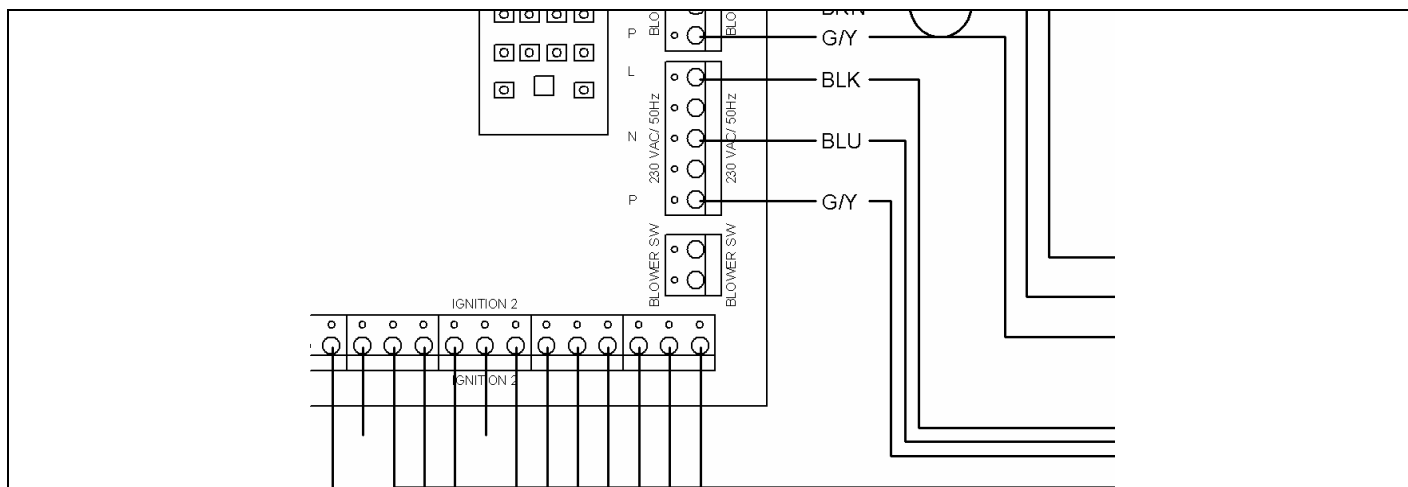 P
G/Y
L
BLK
230 VAC/ 50Hz
230 VAC/ 50Hz
N
BLU
P
G/Y
BLOWER SW
BLOWER SW
IGNITION 2
IGNITION 2